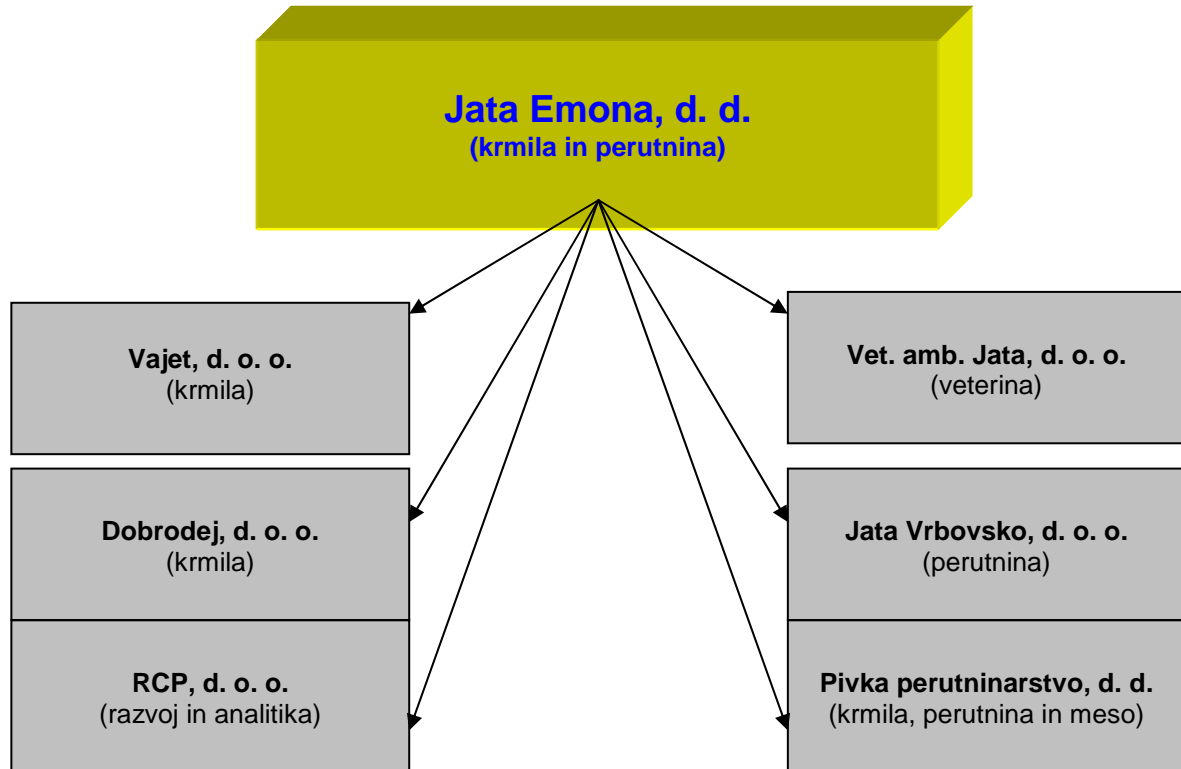 Jata Emona, d. d.
(krmila in perutnina)
Vajet, d. o. o.
(krmila)
Vet. amb. Jata, d. o. o.
(veterina)
Dobrodej, d. o. o.
(krmila)
Jata Vrbovsko, d. o. o.
(perutnina)
RCP, d. o. o.
(razvoj in analitika)
Pivka perutninarstvo, d. d.
(krmila, perutnina in meso)